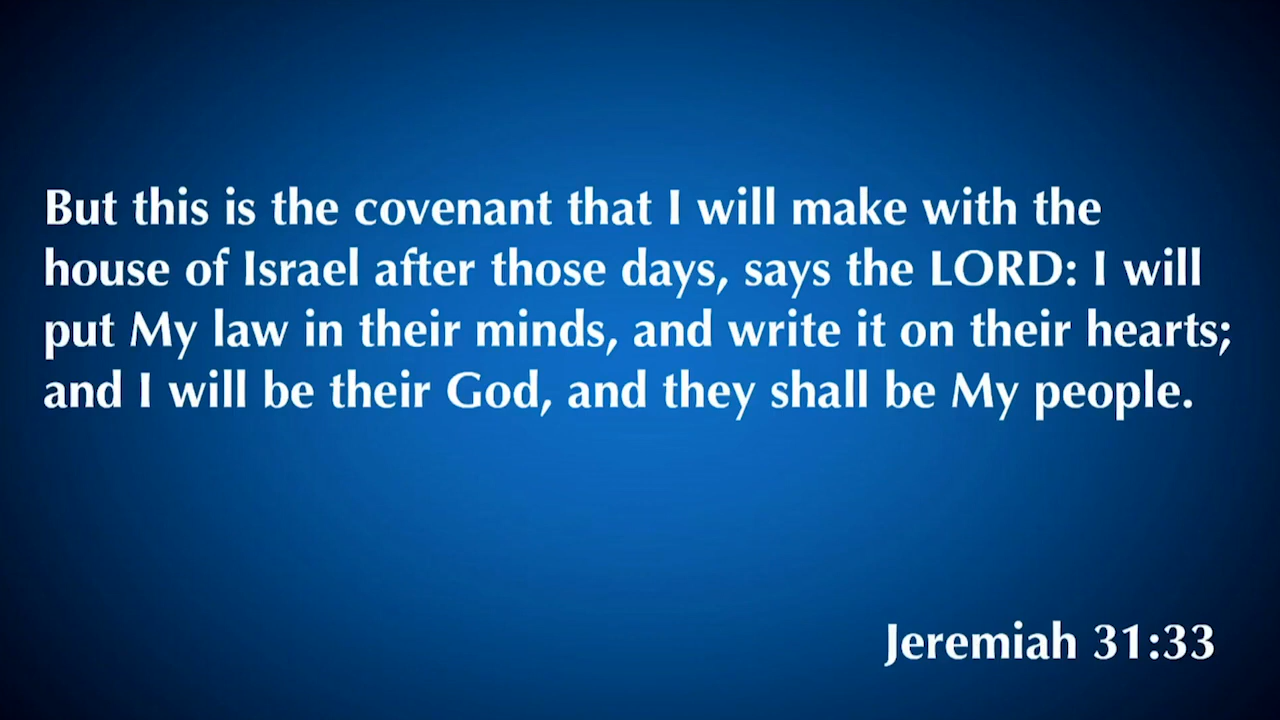 But this is the covenant that I will make with the
house of Israel after those days, says the LORD: I will
put My law in their minds, and write it on their hearts;
and I will be their God, and they shall be My people.
Jeremiah 31:33